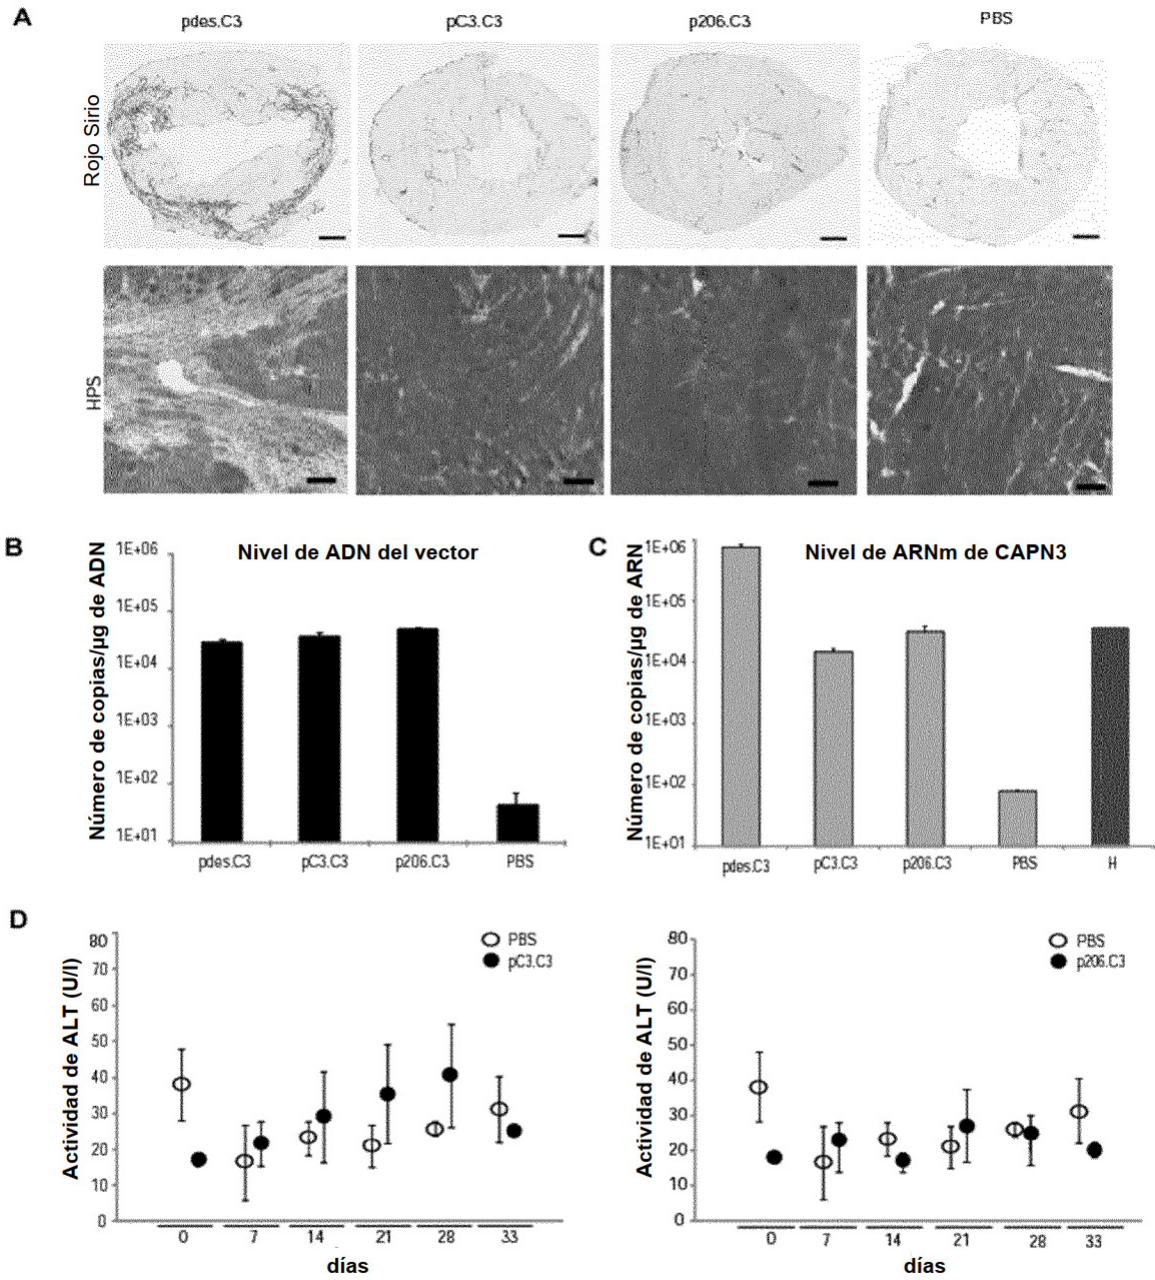 A
pdes.C3
pC3.C3
p206.C3
PBS
Rojo Sirio
HPS
B
Nivel de ADN del vector
Número de copias/µg de ADN
1E+06
1E+05
1E+04
1E+03
1E+02
1E+01
pdes.C3
pC3.C3
p206.C3
PBS
C
Nivel de ARNm de CAPN3
Número de copias/µg de ARN
1E+06
1E+05
1E+04
1E+03
1E+02
1E+01
pdes.C3
pC3.C3
p206.C3
PBS
H
D
Actividad de ALT (U/l)
80
70
60
50
40
30
20
10
0
PBS
pC3.C3
0
7
14
21
28
33
días
Actividad de ALT (U/l)
80
70
60
50
40
30
20
10
0
PBS
p206.C3
0
7
14
21
28
33
días